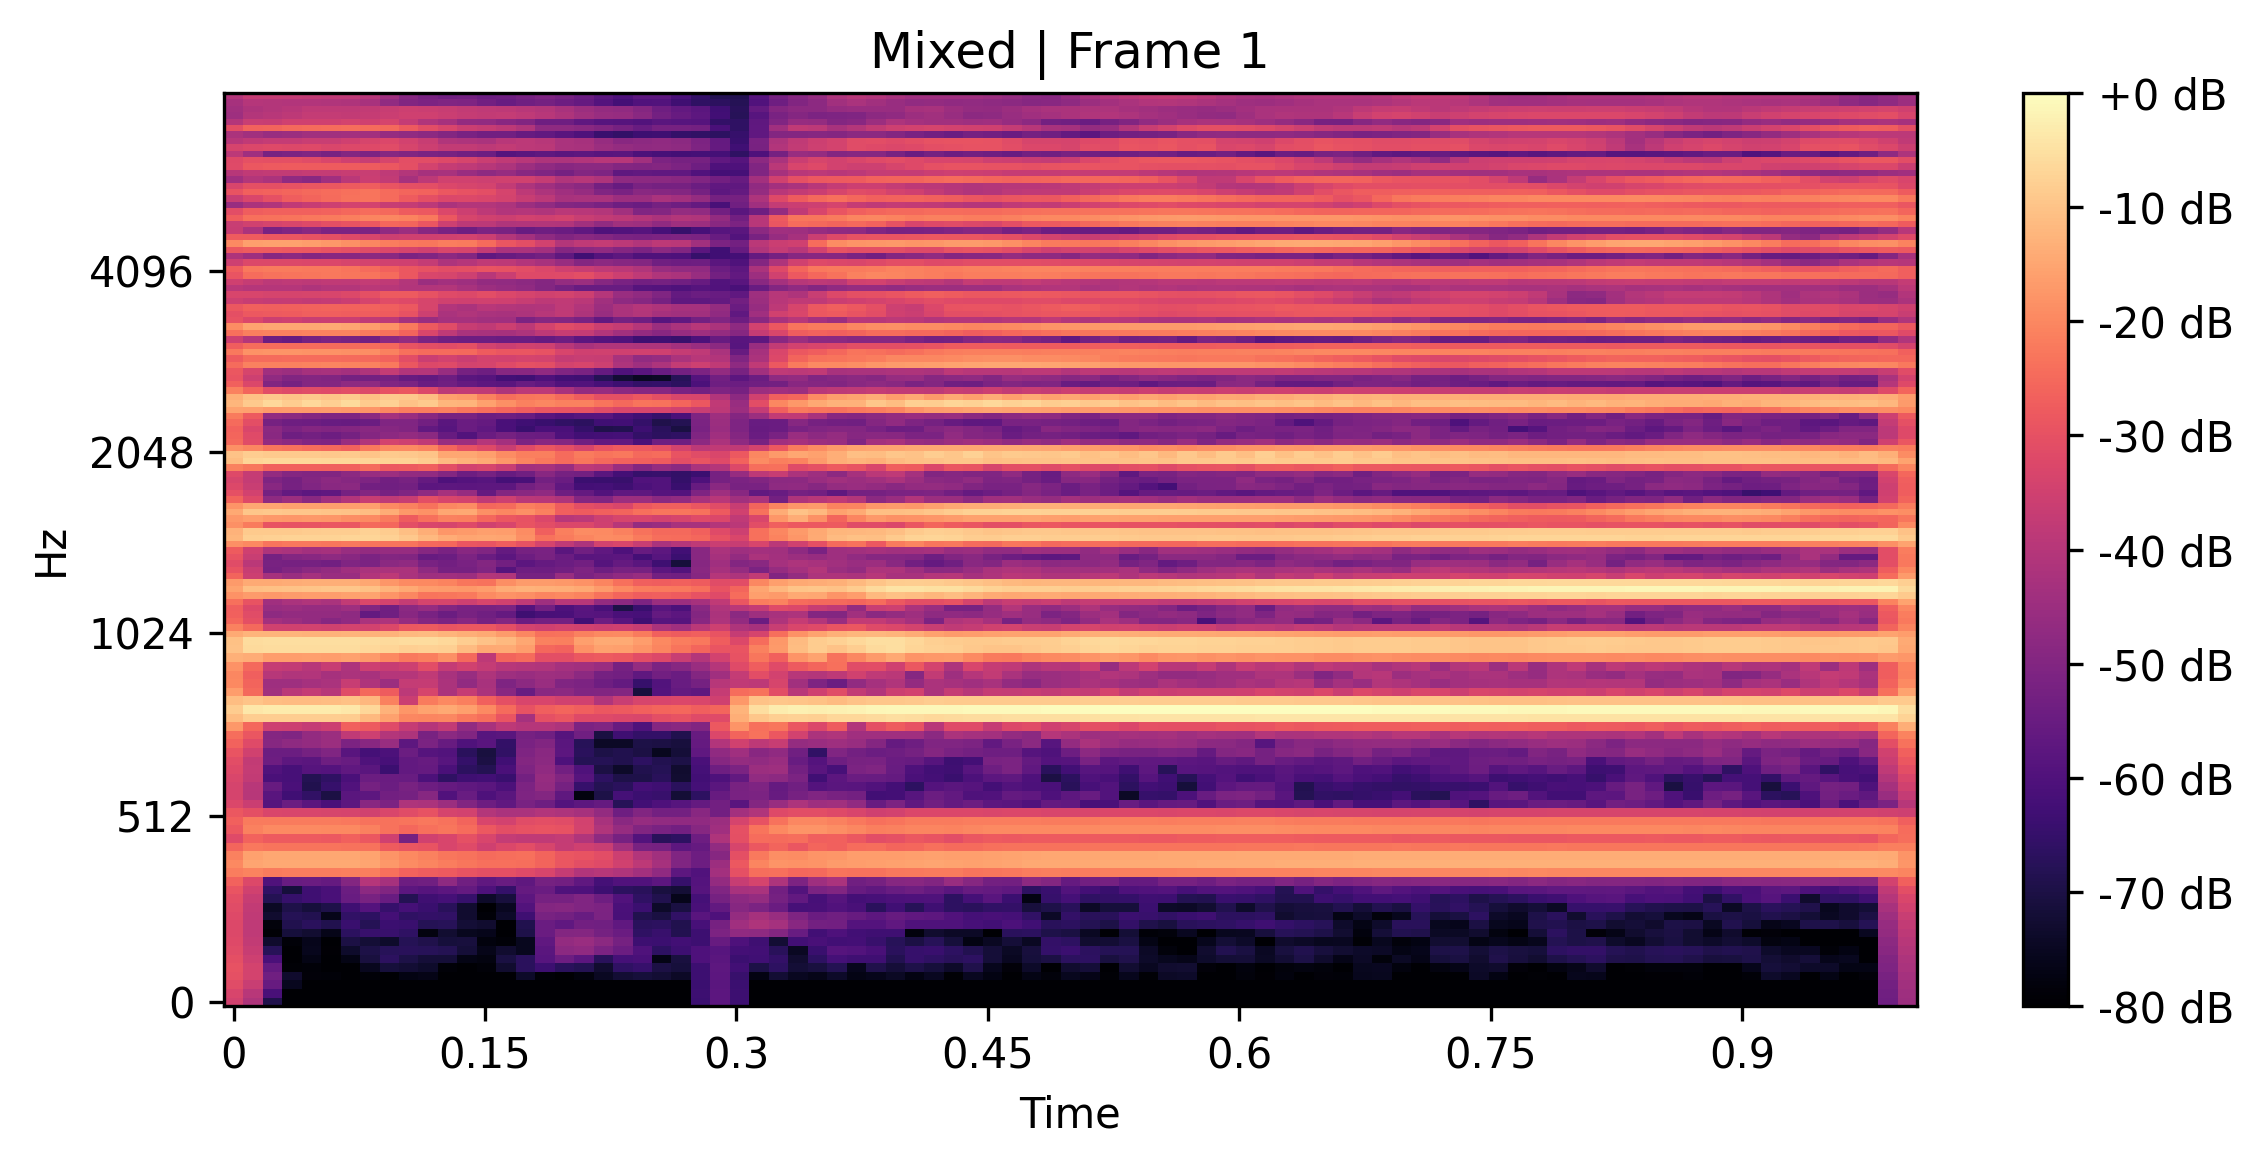 Mixed | Frame 1
+0 dB
-10 dB
-20 dB
-30 dB
-40 dB
-50 dB
-60 dB
-70 dB
-80 dB
Hz
4096
2048
1024
512
0
0 0.15 0.3 0.45 0.6 0.75 0.9
Time